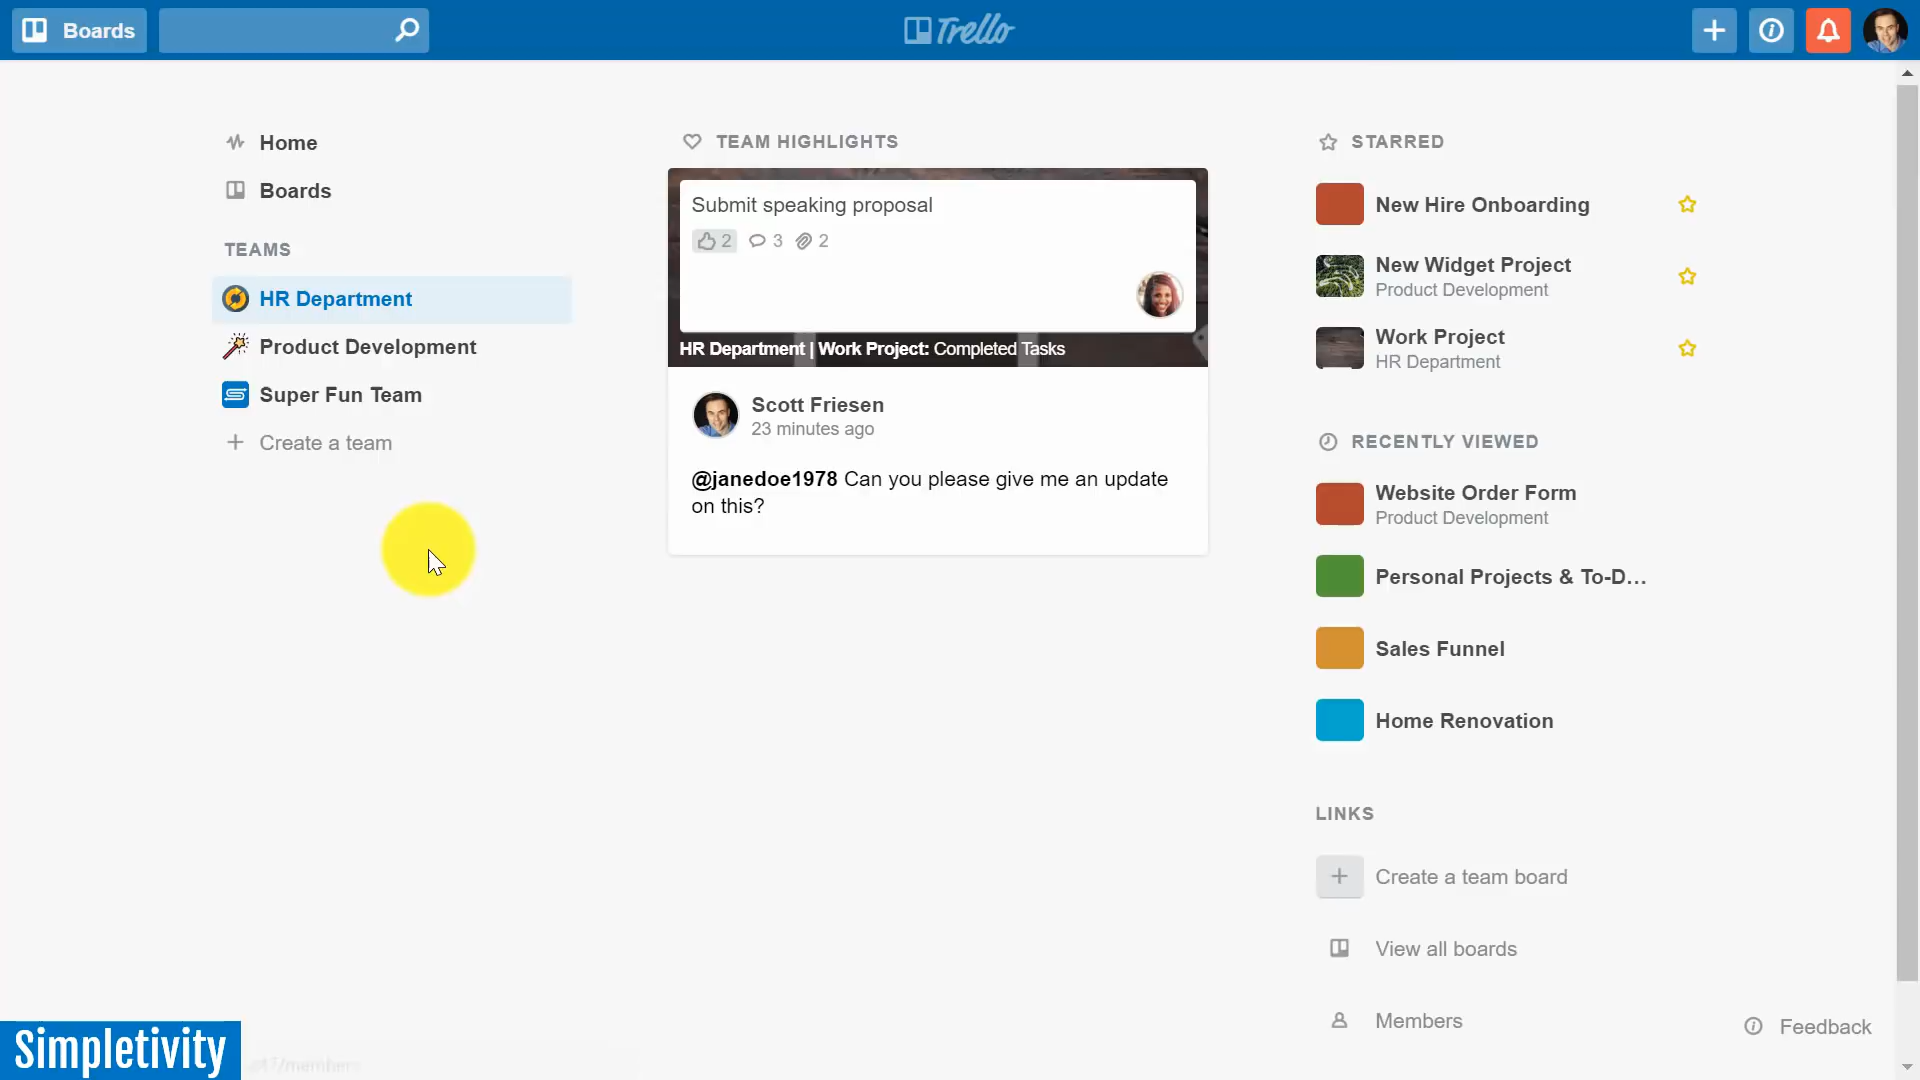 Boards
Trello
Home
Boards
TEAMS
HR Department
Product Development
Super Fun Team
Create a team
TEAM HIGHLIGHTS
Submit speaking proposal
2 3 2
HR Department | Work Project: Completed Tasks
Scott Friesen
23 minutes ago
@janedoe1978 Can you please give me an update
on this?
STARRED
New Hire Onboarding
New Widget Project
Product Development
Work Project
HR Department
RECENTLY VIEWED
Website Order Form
Product Development
Personal Projects & To-D...
Sales Funnel
Home Renovation
LINKS
Create a team board
View all boards
Members
Feedback
Simpletivity